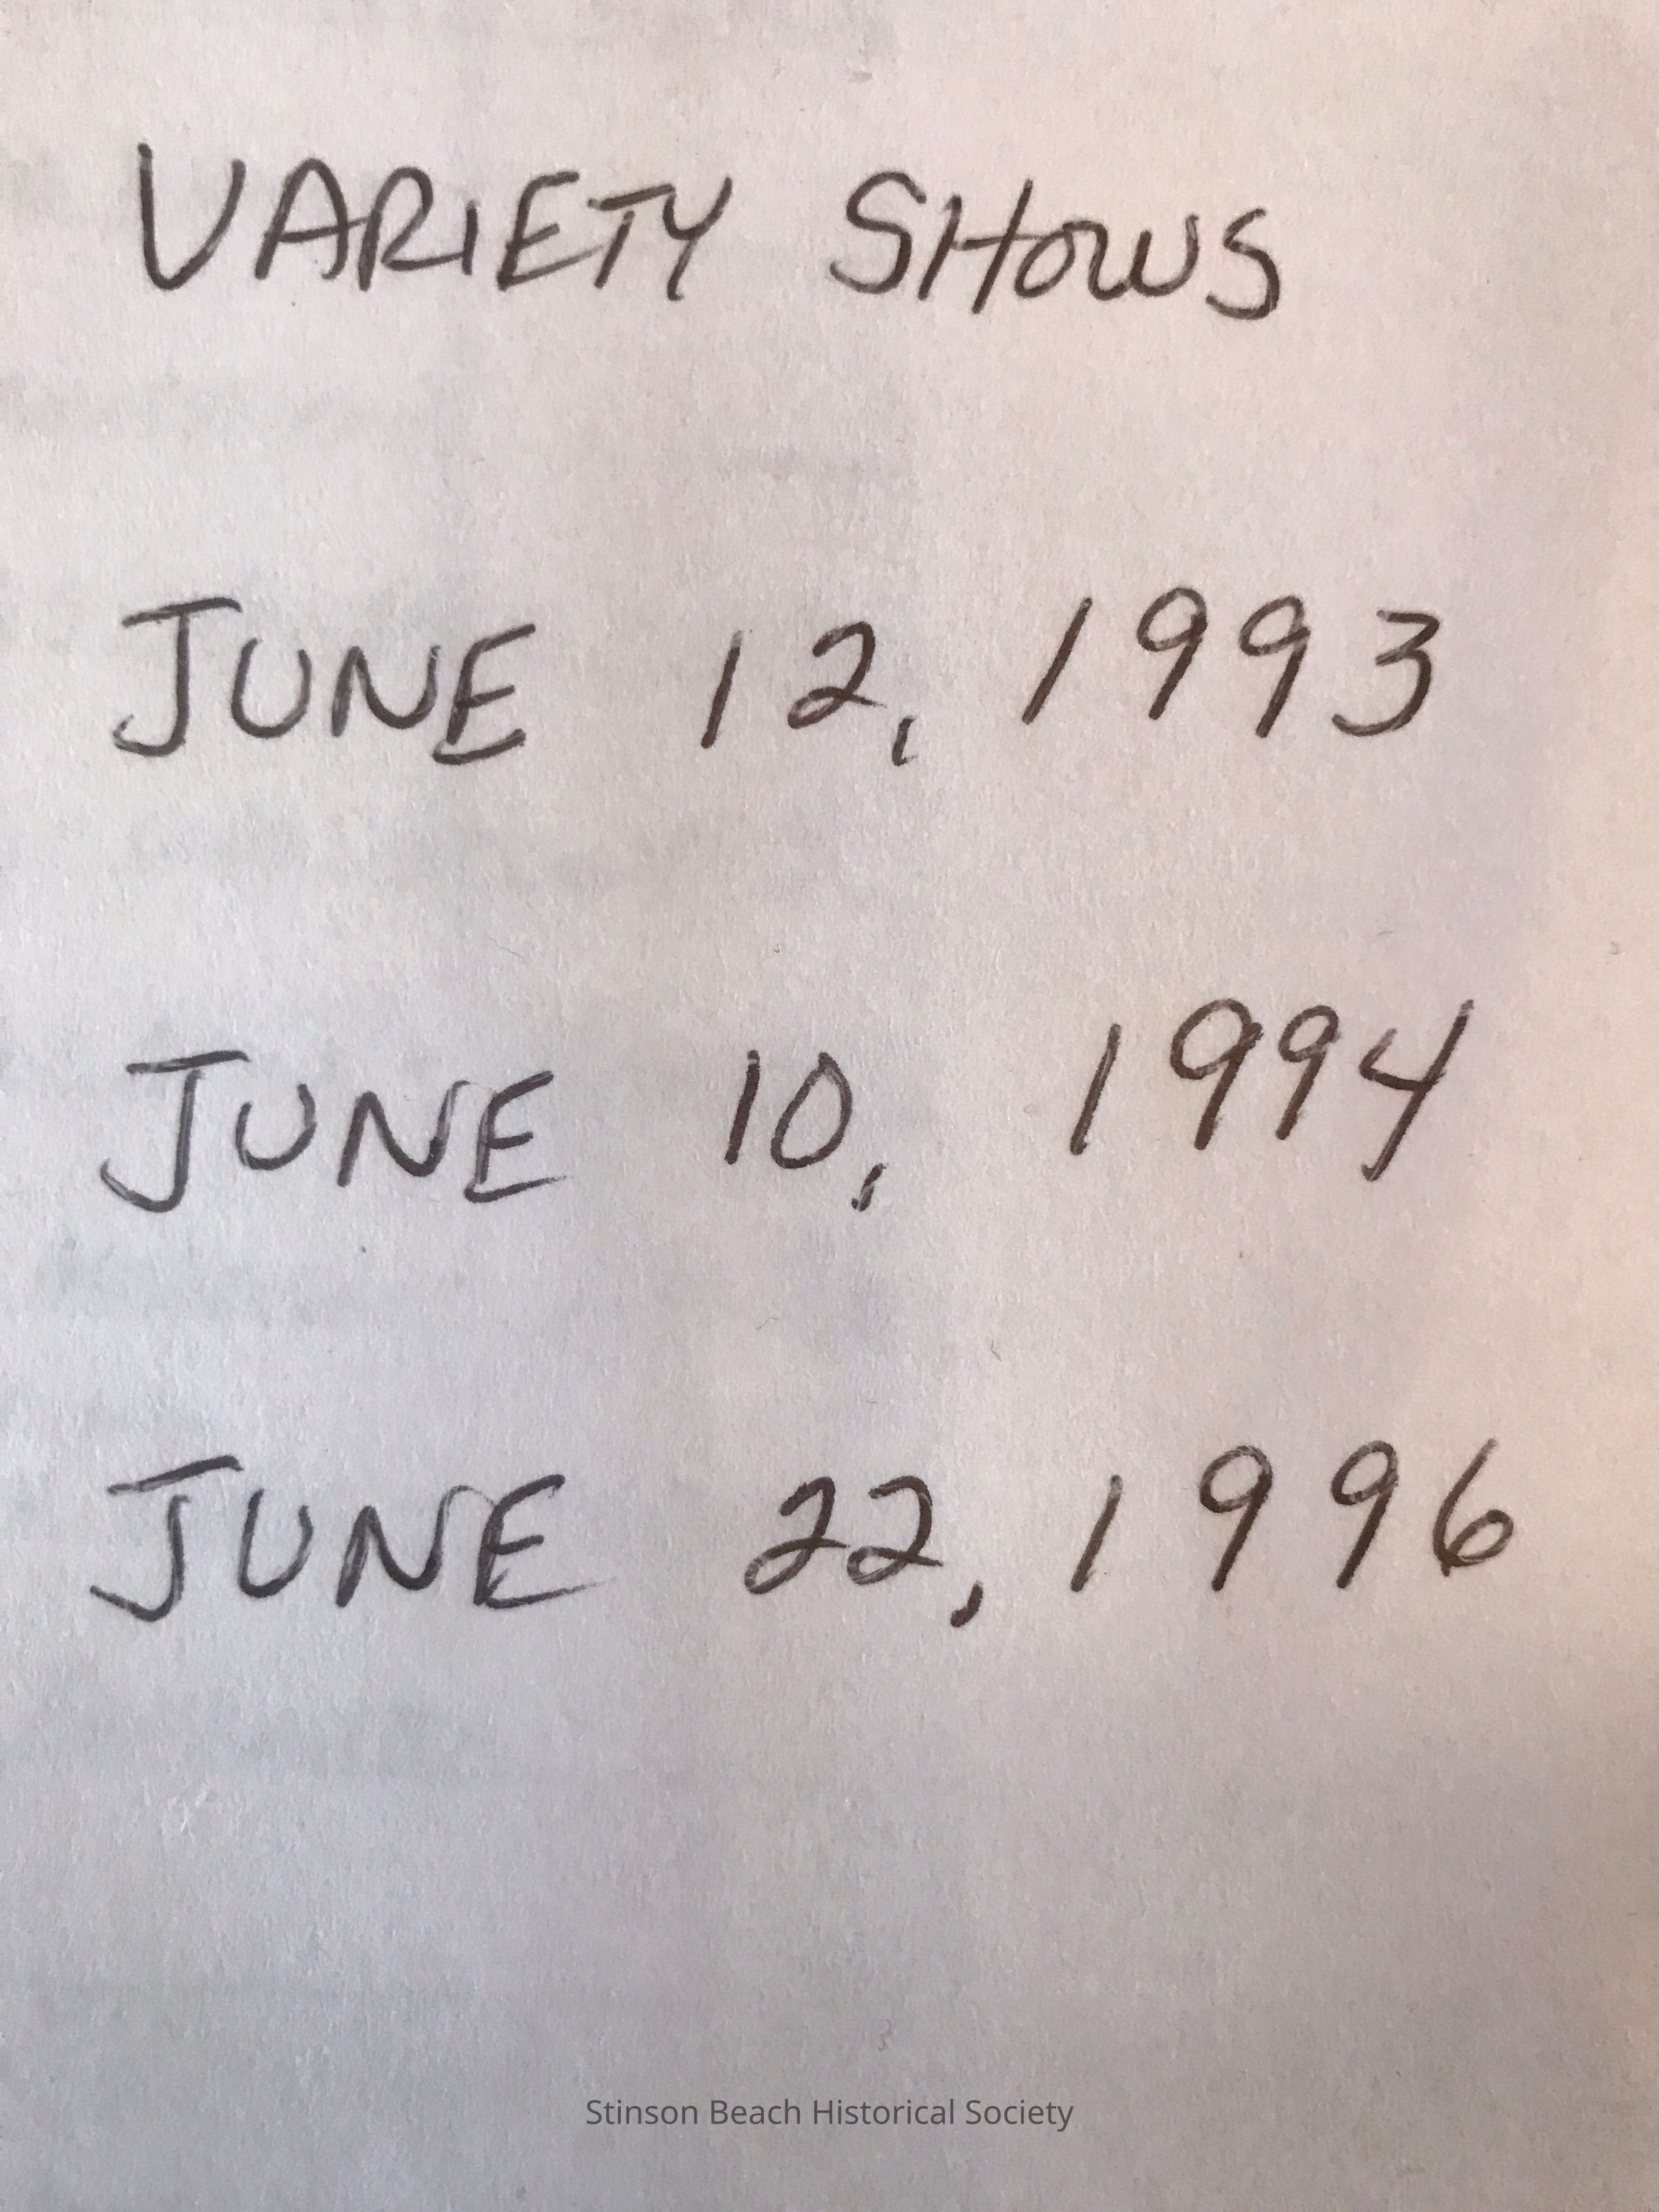 VARIETY SHOWS
JUNE 12, 1993
JUNE 10, 1994
JUNE 22, 1996
Stinson Beach Historical Society